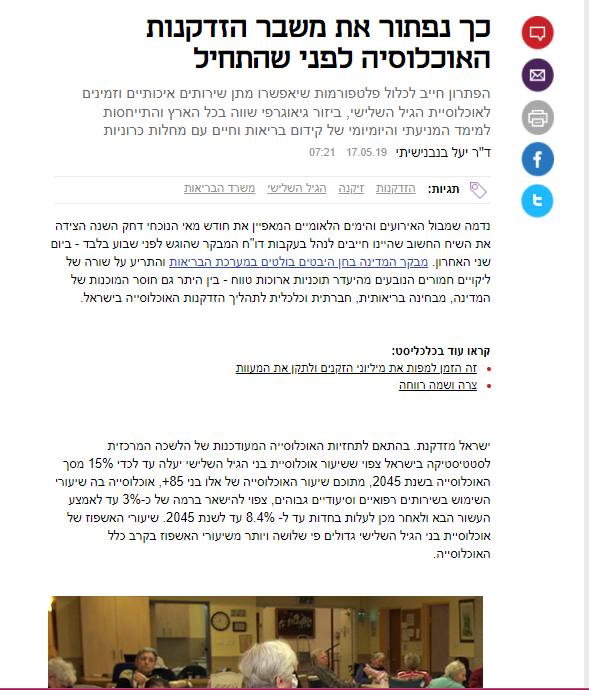 כך נפתור את משבר הזדקנות
האוכלוסיה לפני שהתחיל
הפתרון חייב לכלול פלטפורמות שיאפשרו מתן שירותים איכותיים וזמינים
לאוכלוסיית הגיל השלישי, ביזור גיאוגרפי שווה בכל הארץ והתייחסות
למימד המניעתי והיומיומי של קידום בריאות וחיים עם מחלות כרוניות
ד"ר יעל בנבנישיתי 17.05.19 07:21
תגיות: הזדקנות זיקנה הגיל השלישי משרד הבריאות
נדמה שמבול האירועים והימים הלאומיים המאפיין את חודש מאי הנוכחי דחק השנה הצידה
את השיח החשוב שהיינו חייבים לנהל בעקבות דו"ח המבקר שהוגש לפני שבוע בלבד - ביום
שני האחרון. מבקר המדינה בחן היבטים בולטים במערכת הבריאות והתריע על שורה של
ליקויים חמורים הנובעים מהיעדר תוכניות ארוכות טווח - בין היתר גם חוסר המוכנות של
המדינה, מבחינה בריאותית, חברתית וכלכלית לתהליך הזדקנות האוכלוסייה בישראל.
קראו עוד בכלכליסט:
זה הזמן למפות את מיליוני הזקנים ולתקן את המעוות
צרה ושמה רווחה
ישראל מזדקנת. בהתאם לתחזיות האוכלוסייה המעודכנות של הלשכה המרכזית
לסטטיסטיקה בישראל צפוי ששיעור אוכלוסיית בני הגיל השלישי יעלה עד לכדי 15% מסך
האוכלוסייה בשנת 2045, מתוכם שיעור האוכלוסייה של אלו בני 85+, אוכלוסייה בה שיעורי
השימוש בשירותים רפואיים וסיעודיים גבוהים, צפוי להישאר ברמה של כ-3% עד לאמצע
העשור הבא ולאחר מכן לעלות בחדות עד ל- 8.4% עד לשנת 2045. שיעורי האשפוז של
אוכלוסיית בני הגיל השלישי גדולים פי שלושה ויותר משיעורי האשפוז בקרב כלל
האוכלוסייה.